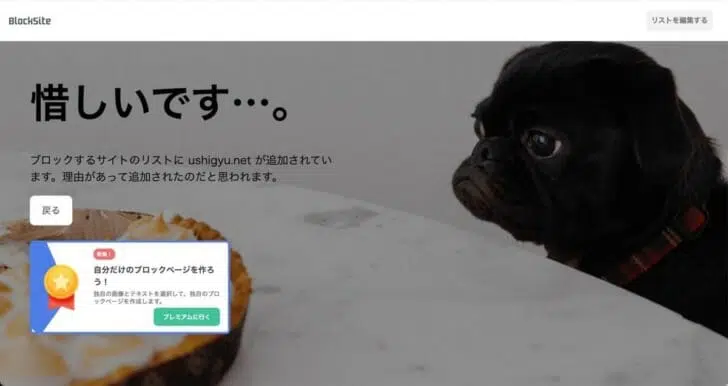 BlockSite
リストを編集する
惜しいです…。
ブロックするサイトのリストに ushigyu.net が追加されてい
ます。理由があって追加されたのだと思われます。
戻る
自分だけのブロックページを作ろ
う！
独自の画像とテキストを選択して、独自のブロ
ックページを作成します。
プレミアムに行く